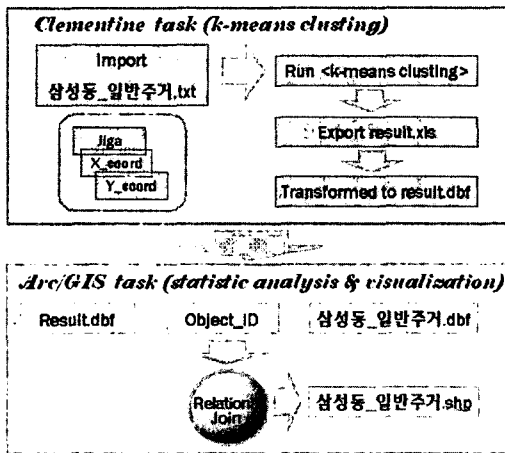 Clementine task (k-means clusting)
Import
삼성동_일반주거.txt
Run <k-means clusting>
Jiga
X_coord
Y_coord
Export result.xls
Transformed to result.dbf
Arc/GIS task (statistic analysis & visualization)
Result.dbf
Object_ID
삼성동_일반주거.dbf
Relation
Join
삼성동_일반주거.shp